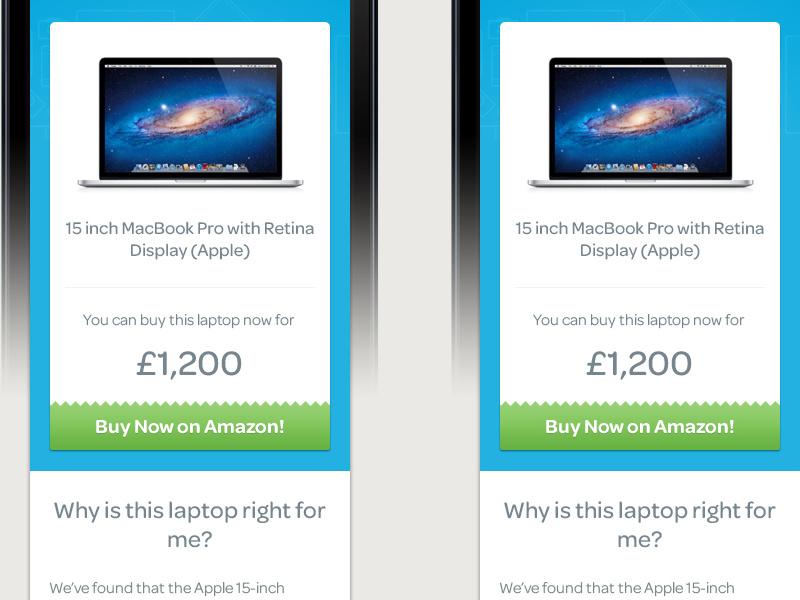 15 inch MacBook Pro with Retina
Display (Apple)
You can buy this laptop now for
£1,200
Buy Now on Amazon!
Why is this laptop right for
me?
We've found that the Apple 15-inch
15 inch MacBook Pro with Retina
Display (Apple)
You can buy this laptop now for
£1,200
Buy Now on Amazon!
Why is this laptop right for
me?
We've found that the Apple 15-inch